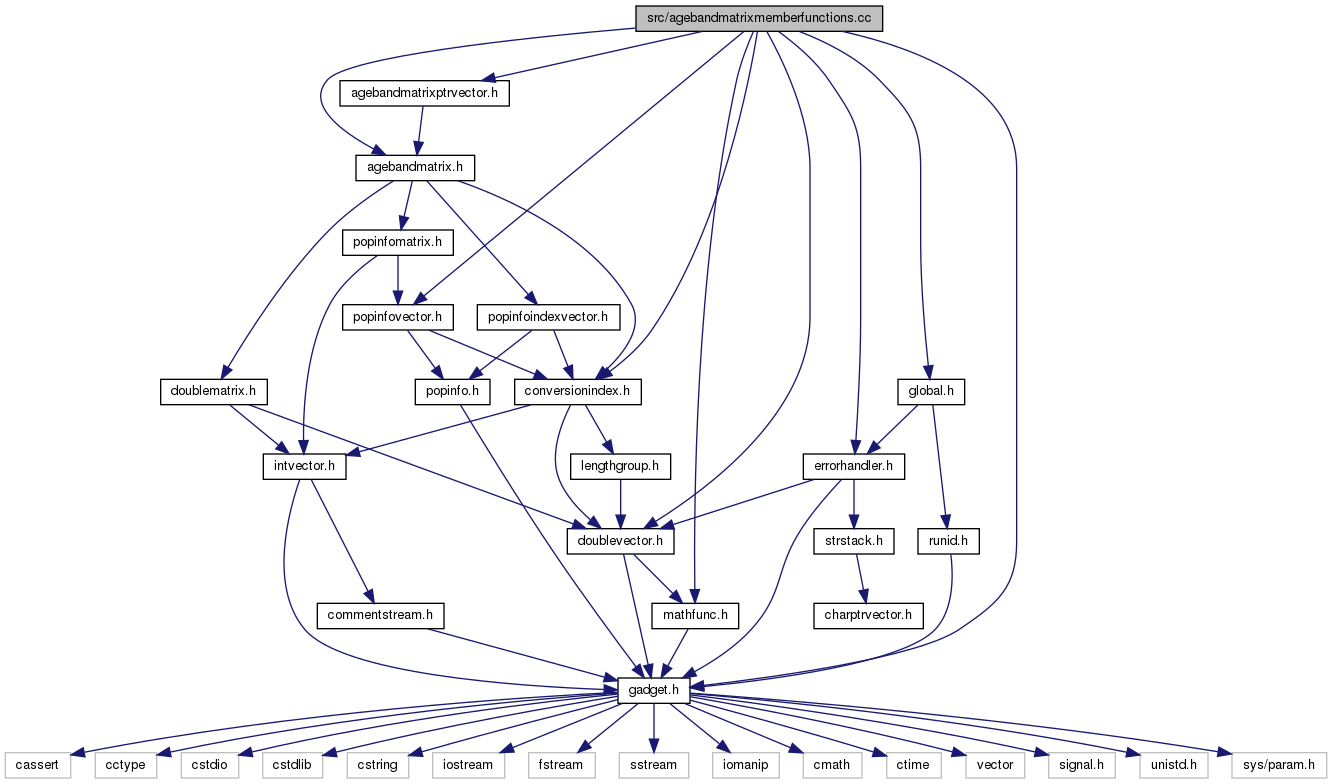 src/agebandmatrixmemberfunctions.cc
agebandmatrixptrvector.h
agebandmatrix.h
popinfomatrix.h
popinfovector.h
popinfoindexvector.h
doublematrix.h
popinfo.h
conversionindex.h
global.h
intvector.h
lengthgroup.h
errorhandler.h
doublevector.h
strstack.h
runid.h
commentstream.h
mathfunc.h
charptrvector.h
gadget.h
cassert
cctype
cstdio
cstdlib
cstring
iostream
fstream
sstream
iomanip
cmath
ctime
vector
signal.h
unistd.h
sys/param.h